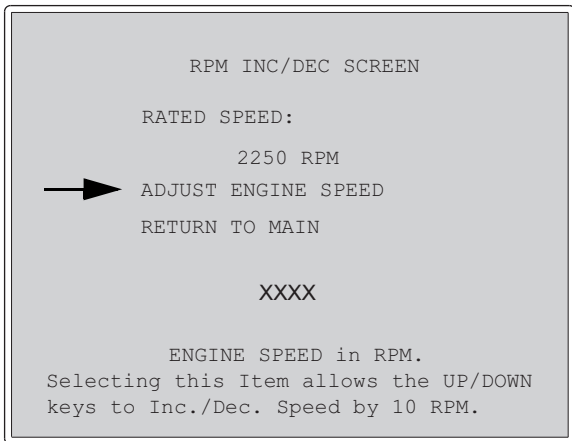 RPM INC/DEC SCREEN
RATED SPEED:
2250 RPM
ADJUST ENGINE SPEED
RETURN TO MAIN
XXXX
ENGINE SPEED in RPM.
Selecting this Item allows the UP/DOWN
keys to Inc./Dec. Speed by 10 RPM.